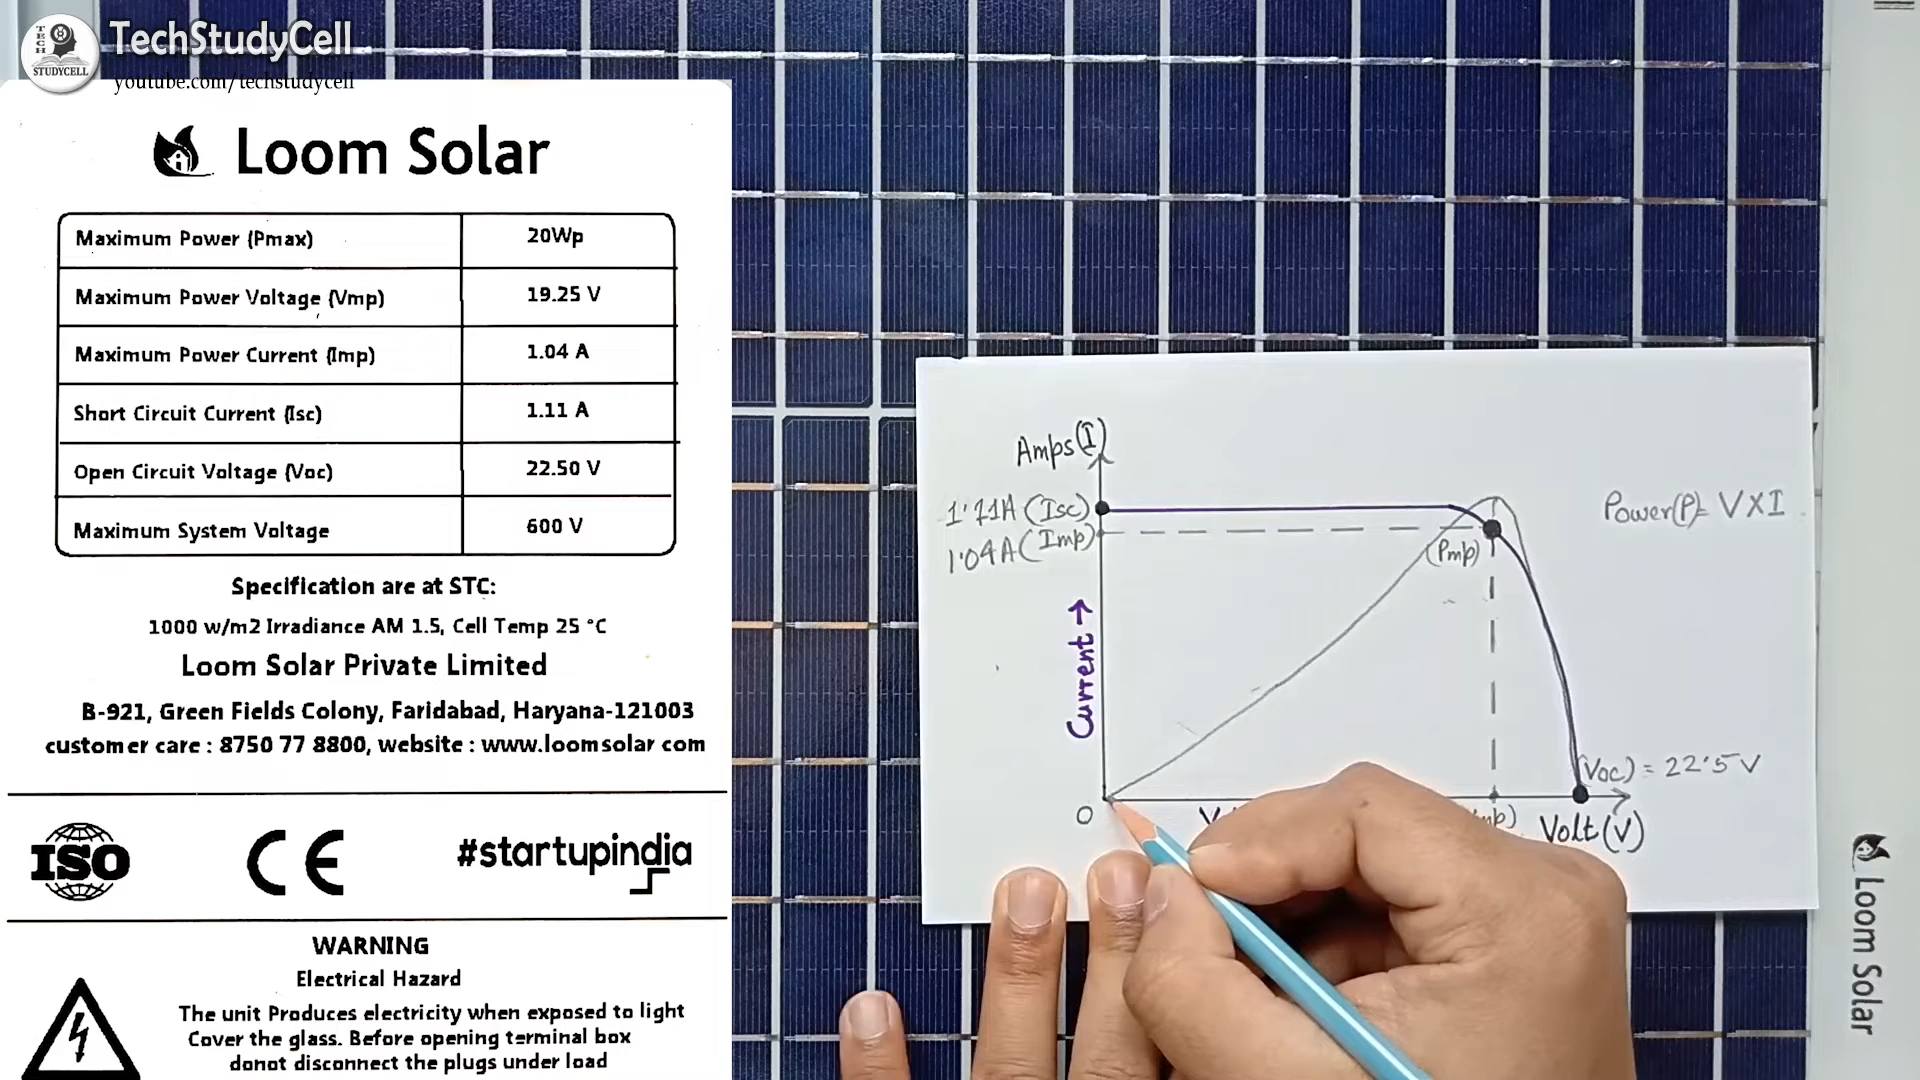 TechStudyCell
youtube.com/techstudycell
TECH
STUDYCELL
Loom Solar
Maximum Power (Pmax) 20Wp
Maximum Power Voltage (Vmp) 19.25 V
Maximum Power Current (Imp) 1.04 A
Short Circuit Current (Isc) 1.11 A
Open Circuit Voltage (Voc) 22.50 V
Maximum System Voltage 600 V
Specification are at STC:
1000 w/m2 Irradiance AM 1.5, Cell Temp 25 °C
Loom Solar Private Limited
B-921, Green Fields Colony, Faridabad, Haryana-121003
customer care : 8750 77 8800, website : www.loomsolar com
ISO
CE
#startupindia
WARNING
Electrical Hazard
The unit Produces electricity when exposed to light
Cover the glass. Before opening terminal box
donot disconnect the plugs under load
Amps(I)
1.11A (Isc)
1.04A (Imp)
(Pmp)
Power(P)= V X I
Current →
(Voc) = 22.5 V
0
Volt(V)
Loom Solar